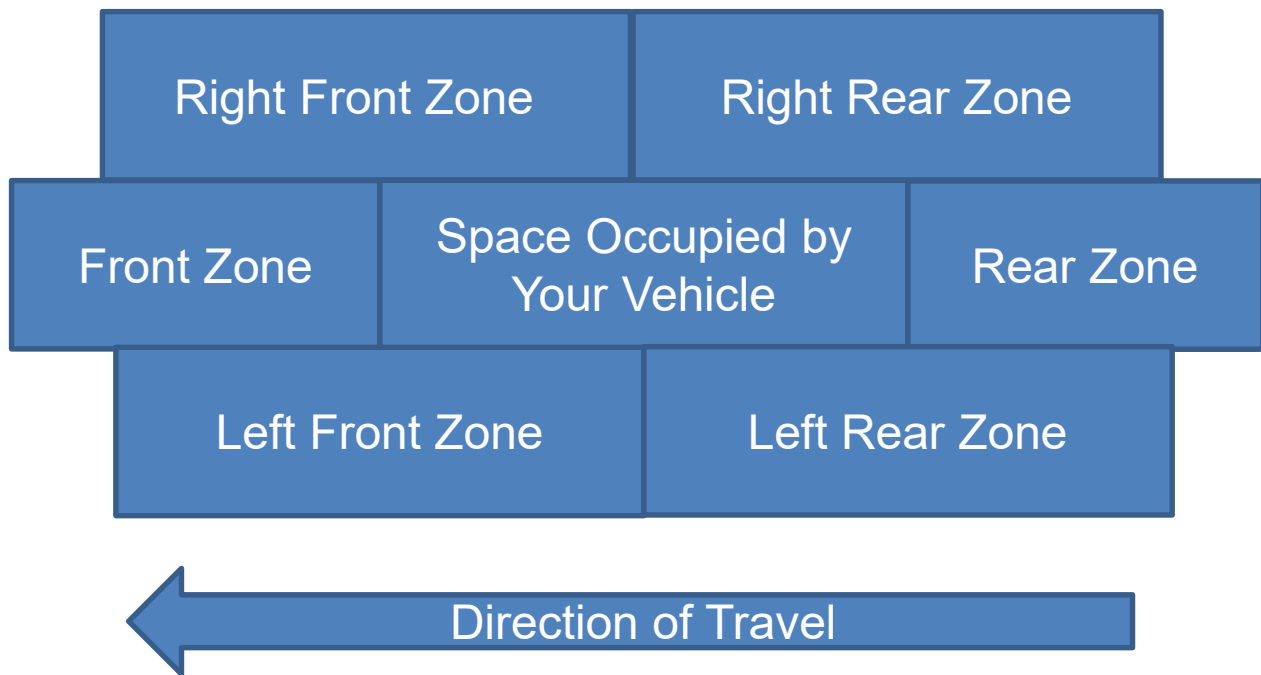 Right Front Zone
Right Rear Zone
Front Zone
Space Occupied by
Your Vehicle
Rear Zone
Left Front Zone
Left Rear Zone
Direction of Travel